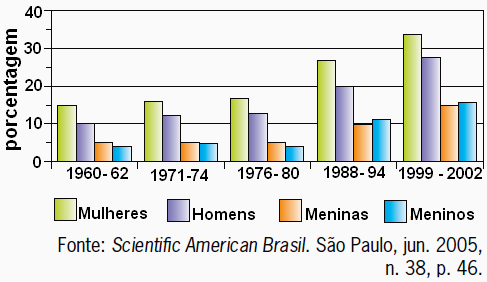 porcentagem
40
30
20
10
0
1960-62 1971-74 1976-80 1988-94 1999 - 2002
Mulheres Homens Meninas Meninos
Fonte: Scientific American Brasil. São Paulo, jun. 2005,
n. 38, p. 46.